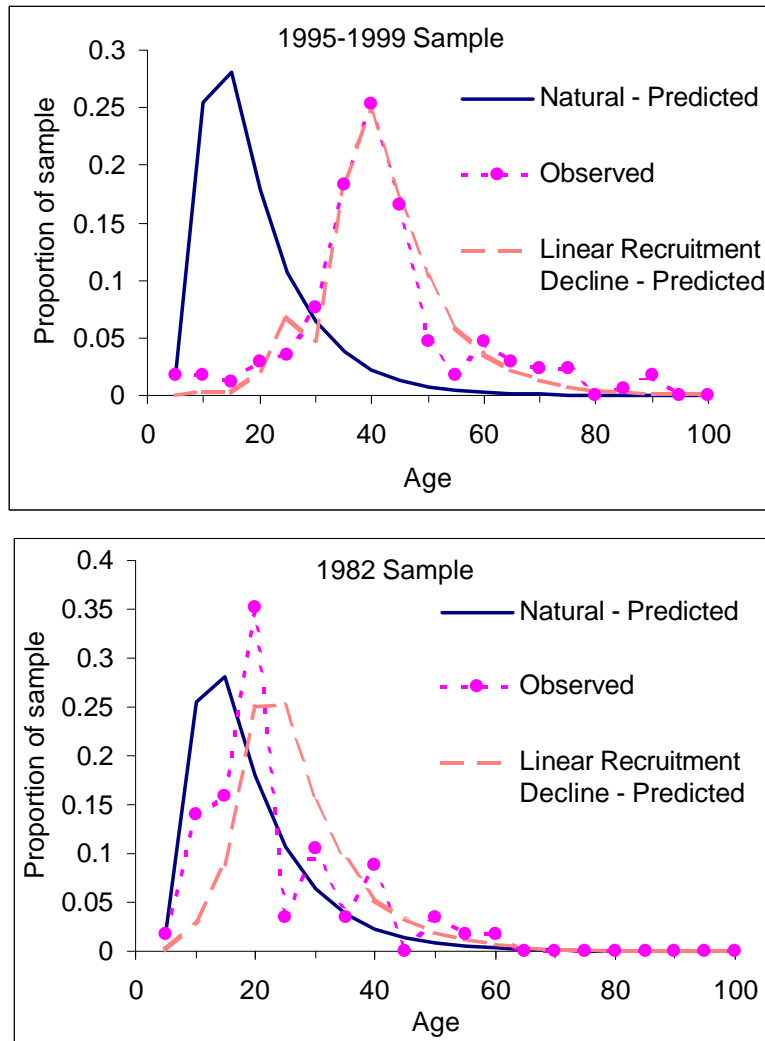 1995-1999 Sample
0.3
0.25
0.2
0.15
0.1
0.05
0
Proportion of sample
Natural - Predicted
Observed
Linear Recruitment
Decline - Predicted
0 20 40 60 80 100
Age
1982 Sample
0.4
0.35
0.3
0.25
0.2
0.15
0.1
0.05
0
Proportion of sample
Natural - Predicted
Observed
Linear Recruitment
Decline - Predicted
0 20 40 60 80 100
Age